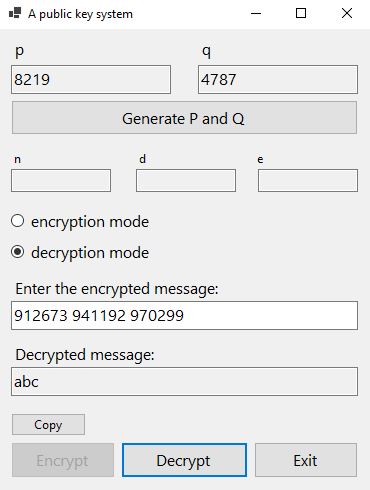 A public key system
p q
8219 4787
Generate P and Q
n d e
encryption mode
decryption mode
Enter the encrypted message:
912673 941192 970299
Decrypted message:
abc
Copy
Encrypt Decrypt Exit